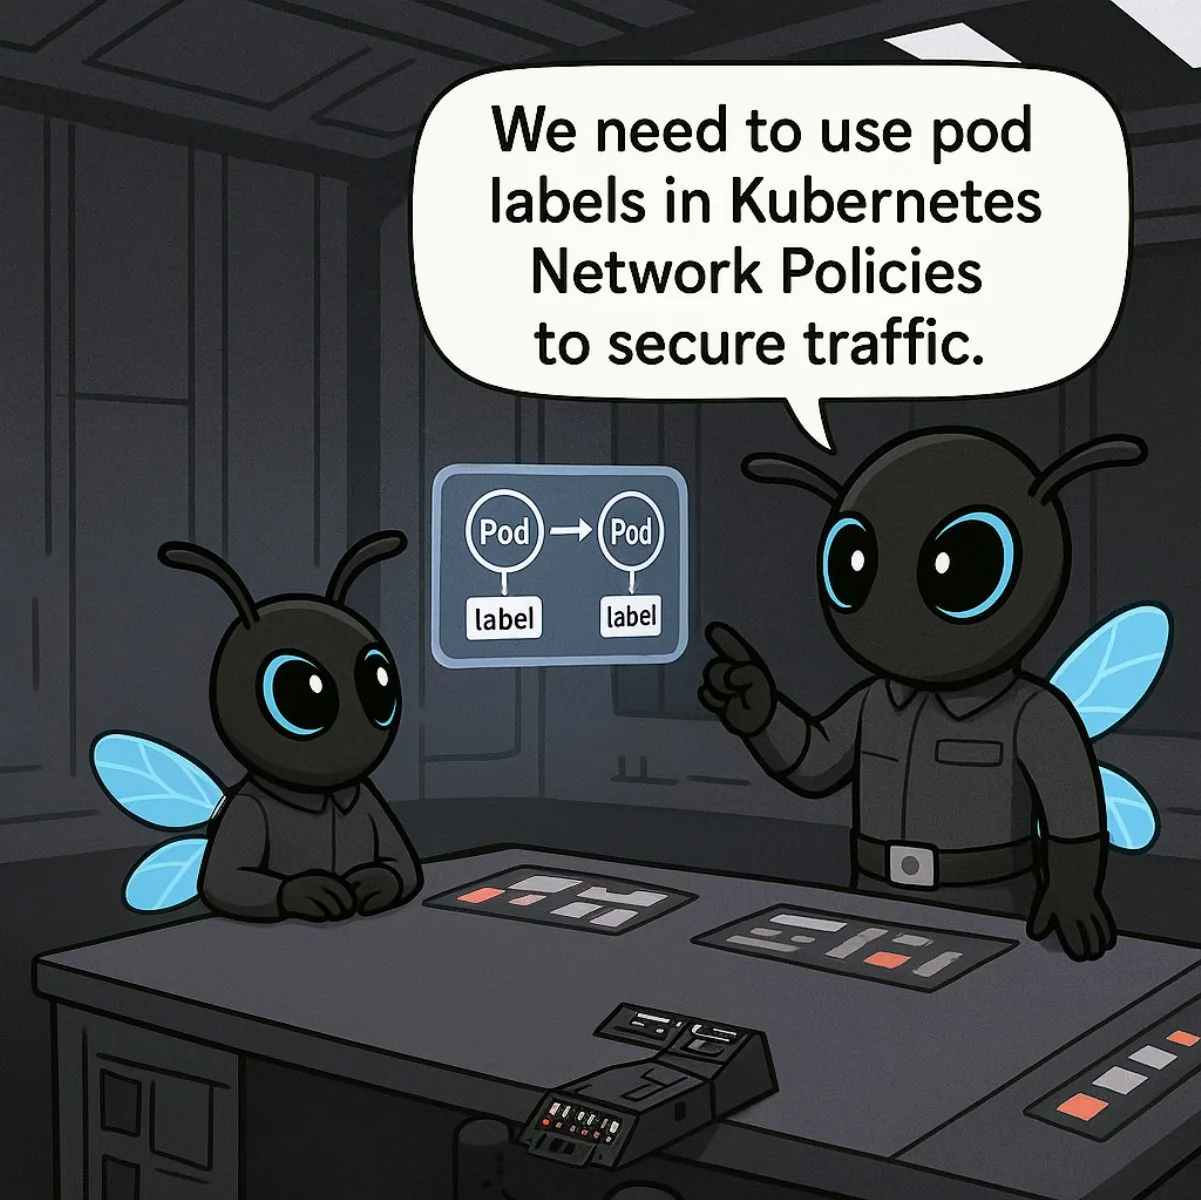 We need to use pod
labels in Kubernetes
Network Policies
to secure traffic.
Pod Pod
label label